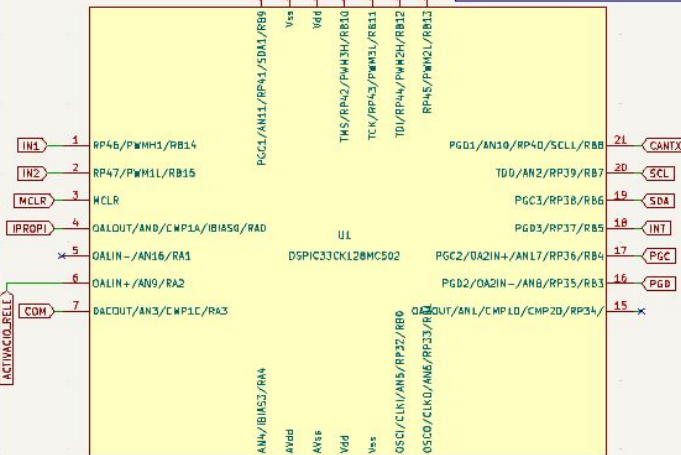 PGC1/AN11/RP41/SDA1/RB9
Vss
Vdd
TMS/RP42/PWM3H/RB10
TCK/RP43/PWM3L/RB11
TDI/RP44/PWM2H/RB12
RP45/PWM2L/RB13
IN1 1 RP46/PWMH1/RB14
PGD1/AN10/RP40/SCL1/RB8 21 CANTX
IN2 2 RP47/PWM1L/RB15
TDO/AN2/RP39/RB7 20 SCL
MCLR 3 MCLR
PGC3/RP38/RB6 19 SDA
IPROPI 4 OA1OUT/AN0/CMP1A/IBIAS0/RA0
PGD3/RP37/RB5 18 INT
U1
5 OA1IN-/AN16/RA1
DSPIC33CK128MC502
PGC2/OA2IN+/AN17/RP36/RB4 17 PGC
6 OA1IN+/AN9/RA2
PGD2/OA2IN-/AN8/RP35/RB3 16 PGD
COM 7 DACOUT/AN3/CMP1C/RA3
OUT/AN1/CMP1D/CMP2D/RP34/ 15
ACTIVACIO_RELE
AN4/IBIAS3/RA4
AVdd
AVss
Vdd
Vss
OSCI/CLKI/AN5/RP32/RB0